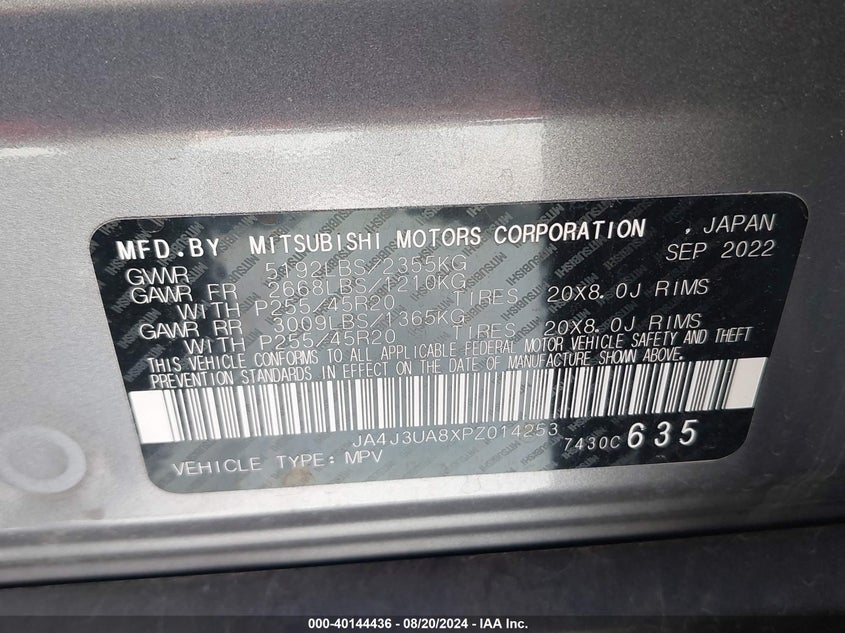 MFD.BY MITSUBISHI MOTORS CORPORATION , JAPAN
SEP 2022
GVWR 5192LBS/2355KG
GAWR FR 2668LBS/1210KG
WITH P255/45R20 TIRES 20X8.0J RIMS
GAWR RR 3009LBS/1365KG
WITH P255/45R20 TIRES 20X8.0J RIMS
THIS VEHICLE CONFORMS TO ALL APPLICABLE FEDERAL MOTOR VEHICLE SAFETY AND THEFT
PREVENTION STANDARDS IN EFFECT ON THE DATE OF MANUFACTURE SHOWN ABOVE.
JA4J3UA8XPZ014253
7430C 635
VEHICLE TYPE: MPV
000-40144436 - 08/20/2024 - IAA Inc.